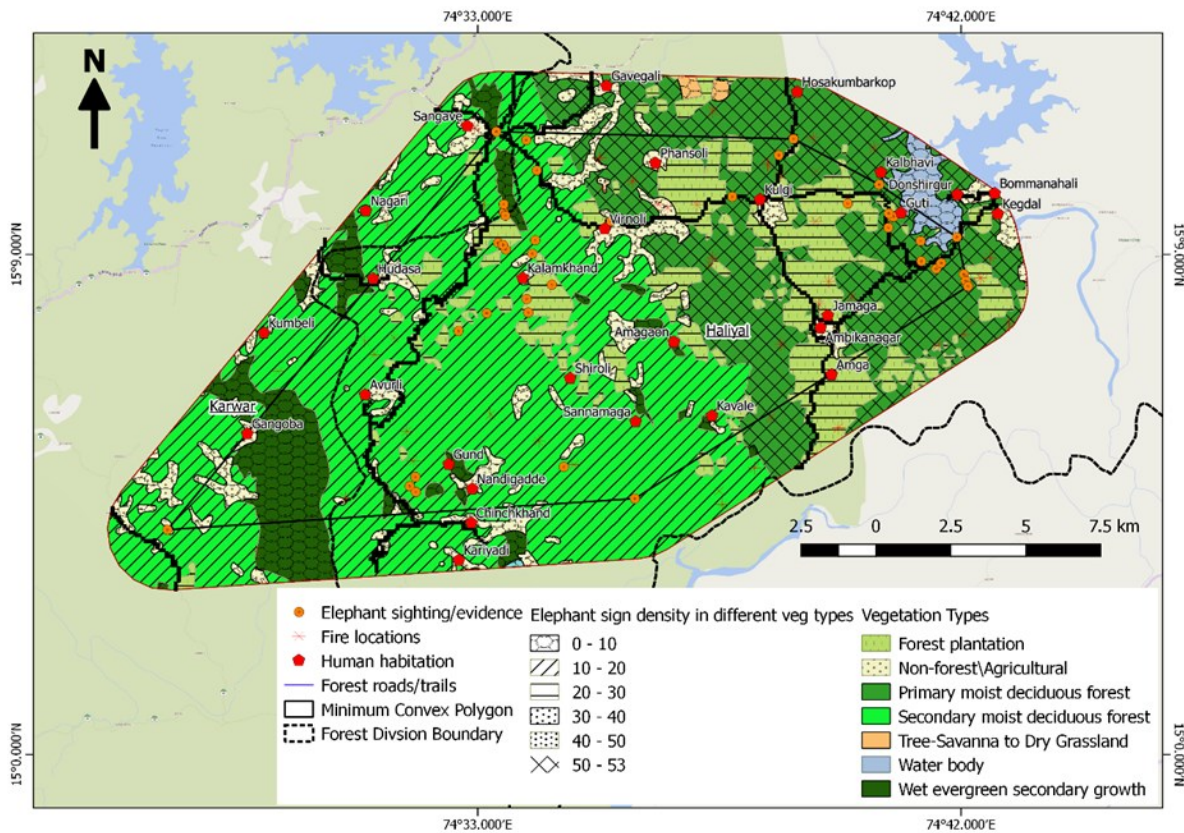 74°33.000'E 74°42.000'E
N
Gavegali
Hosakumbarkop
Sangave
Phansoli
Kalbhavi
Donshirgur
Bommanahali
Nagari
Kulgi
Guti
Kegdal
Virnoli
15°9.000'N 15°9.000'N
Hudasa
Kalamkhand
Jamaga
Kumbeli
Amagaon
Haliyal
Ambikanagar
Shiroli
Amga
Avurli
Karwar
Sannamaga
Kavale
Gangoba
Gund
Nandigadde
Chinchkhand
Kariyadi
2.5 0 2.5 5 7.5 km
Elephant sighting/evidence
Fire locations
Human habitation
Forest roads/trails
Minimum Convex Polygon
Forest Divsion Boundary
Elephant sign density in different veg types
0 - 10
10 - 20
20 - 30
30 - 40
40 - 50
50 - 53
Vegetation Types
Forest plantation
Non-forest\Agricultural
Primary moist deciduous forest
Secondary moist deciduous forest
Tree-Savanna to Dry Grassland
Water body
Wet evergreen secondary growth
15°0.000'N 15°0.000'N
74°33.000'E 74°42.000'E